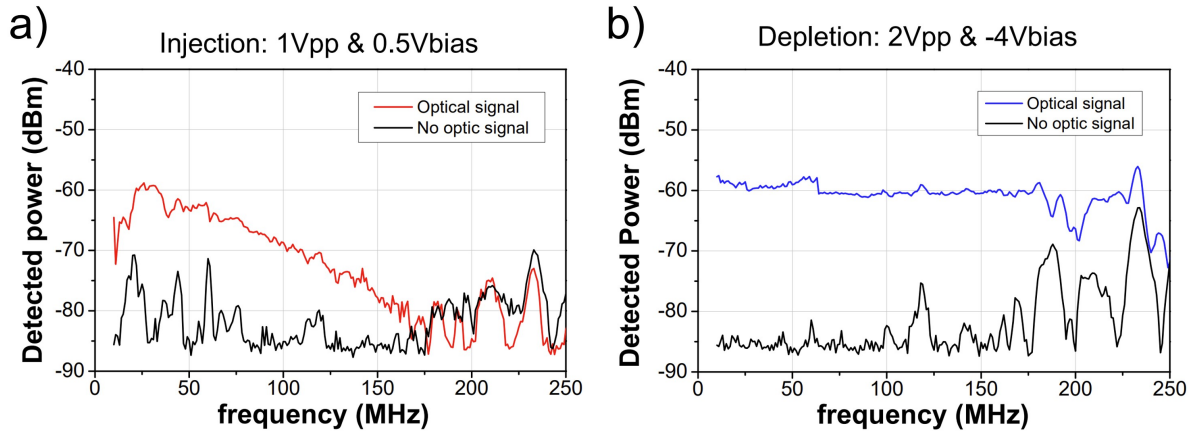 a)
Injection: 1Vpp & 0.5Vbias
Detected power (dBm)
-40
-50
-60
-70
-80
-90
Optical signal
No optic signal
0
50
100
150
200
250
frequency (MHz)
b)
Depletion: 2Vpp & -4Vbias
Detected Power (dBm)
-40
-50
-60
-70
-80
-90
Optical signal
No optic signal
0
50
100
150
200
250
frequency (MHz)